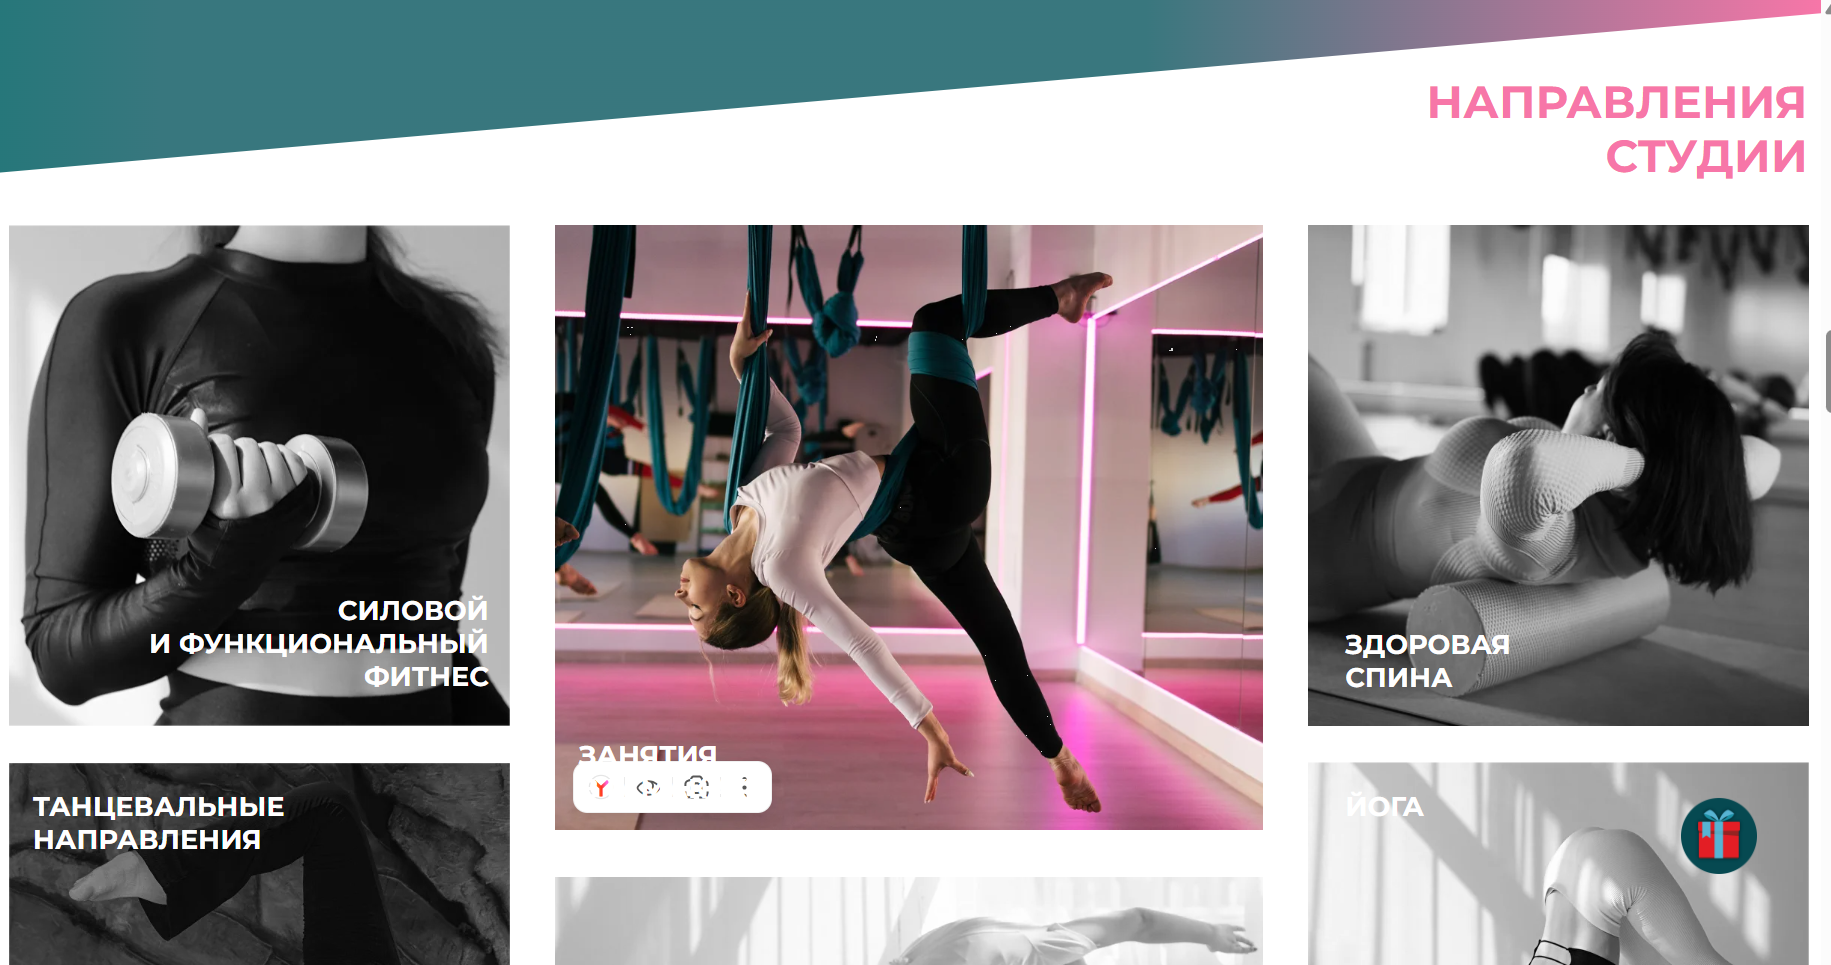 НАПРАВЛЕНИЯ
СТУДИИ
СИЛОВОЙ
И ФУНКЦИОНАЛЬНЫЙ
ФИТНЕС
ЗАНЯТИЯ
ЗДОРОВАЯ
СПИНА
ТАНЦЕВАЛЬНЫЕ
НАПРАВЛЕНИЯ
ЙОГА